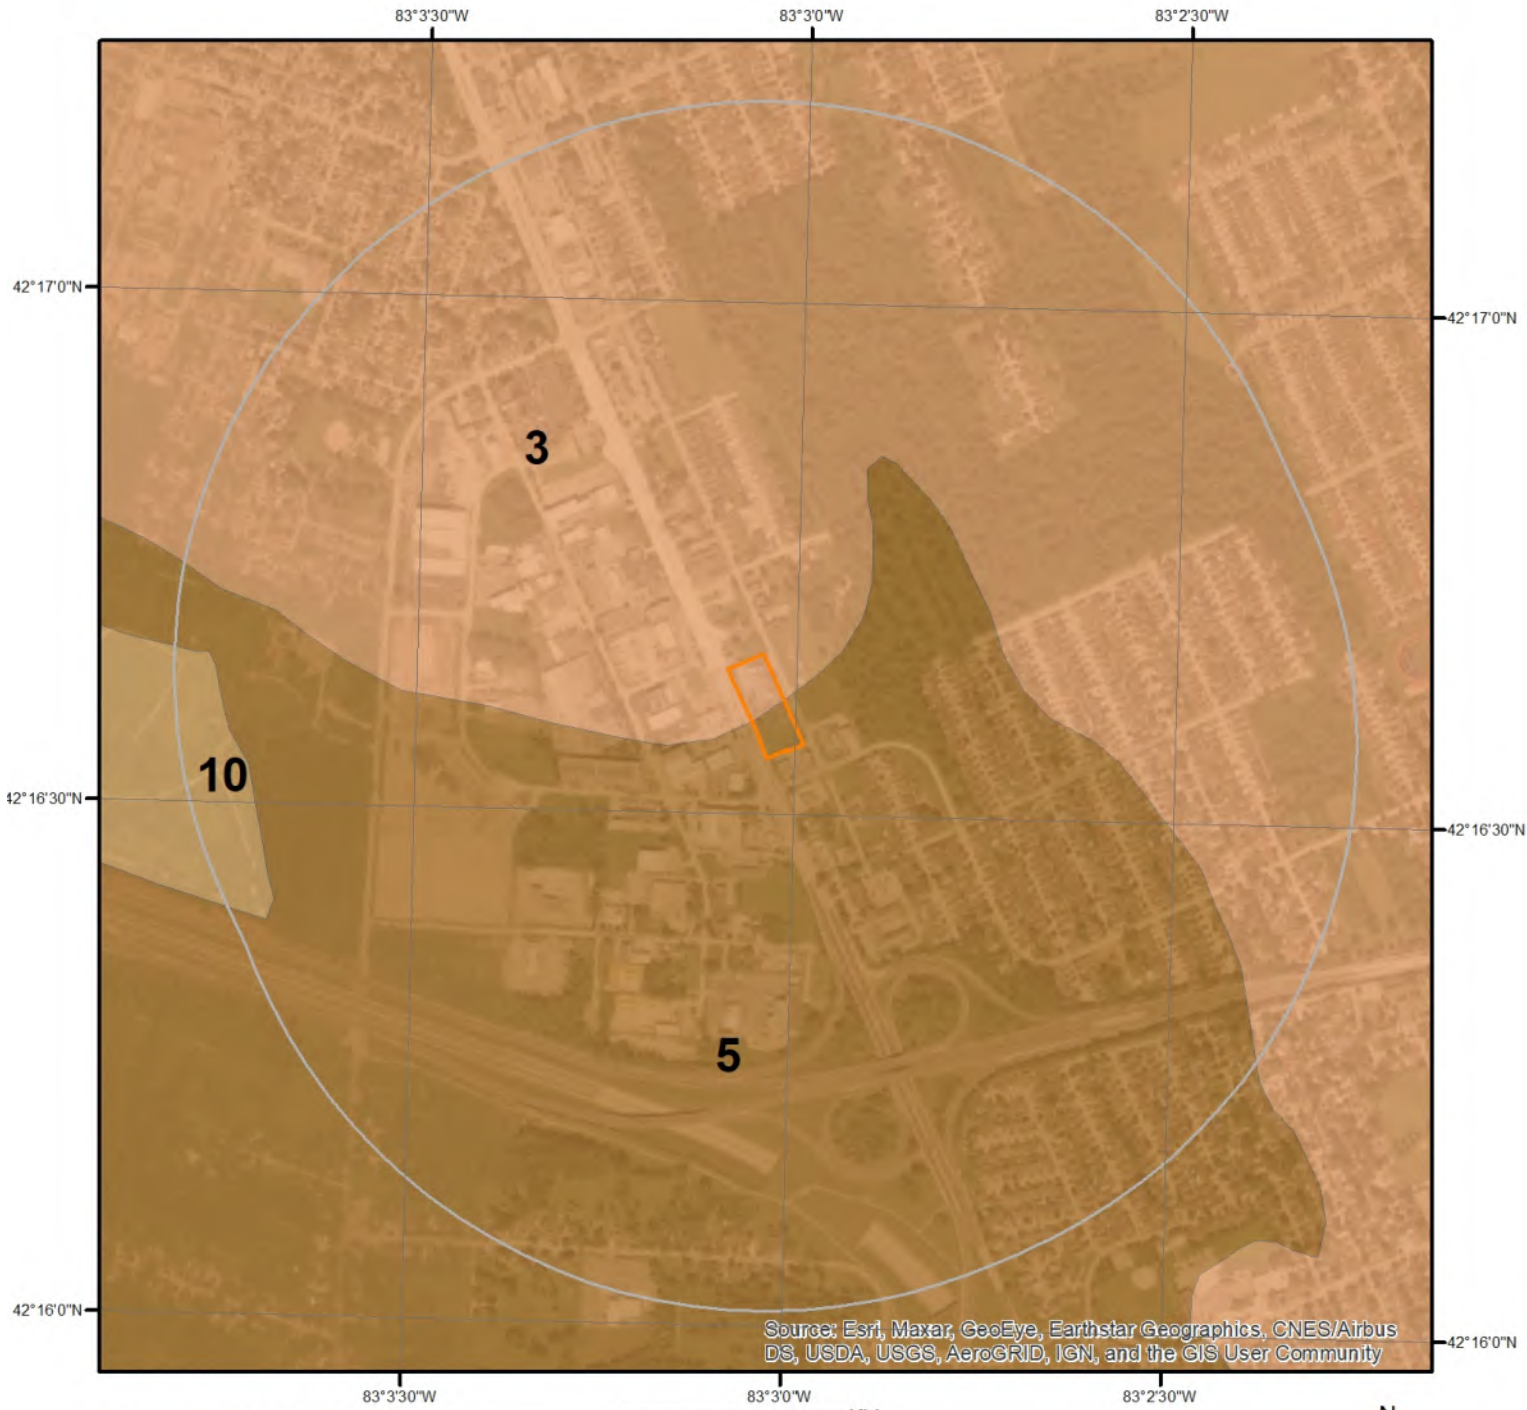 83°3'30"W 83°3'0"W 83°2'30"W
42°17'0"N
42°17'0"N
3
10
42°16'30"N
42°16'30"N
5
42°16'0"N
Source: Esri, Maxar, GeoEye, Earthstar Geographics, CNES/Airbus
42°16'0"N
DS, USDA, USGS, AeroGRID, IGN, and the GIS User Community
83°3'30"W 83°3'0"W 83°2'30"W
N